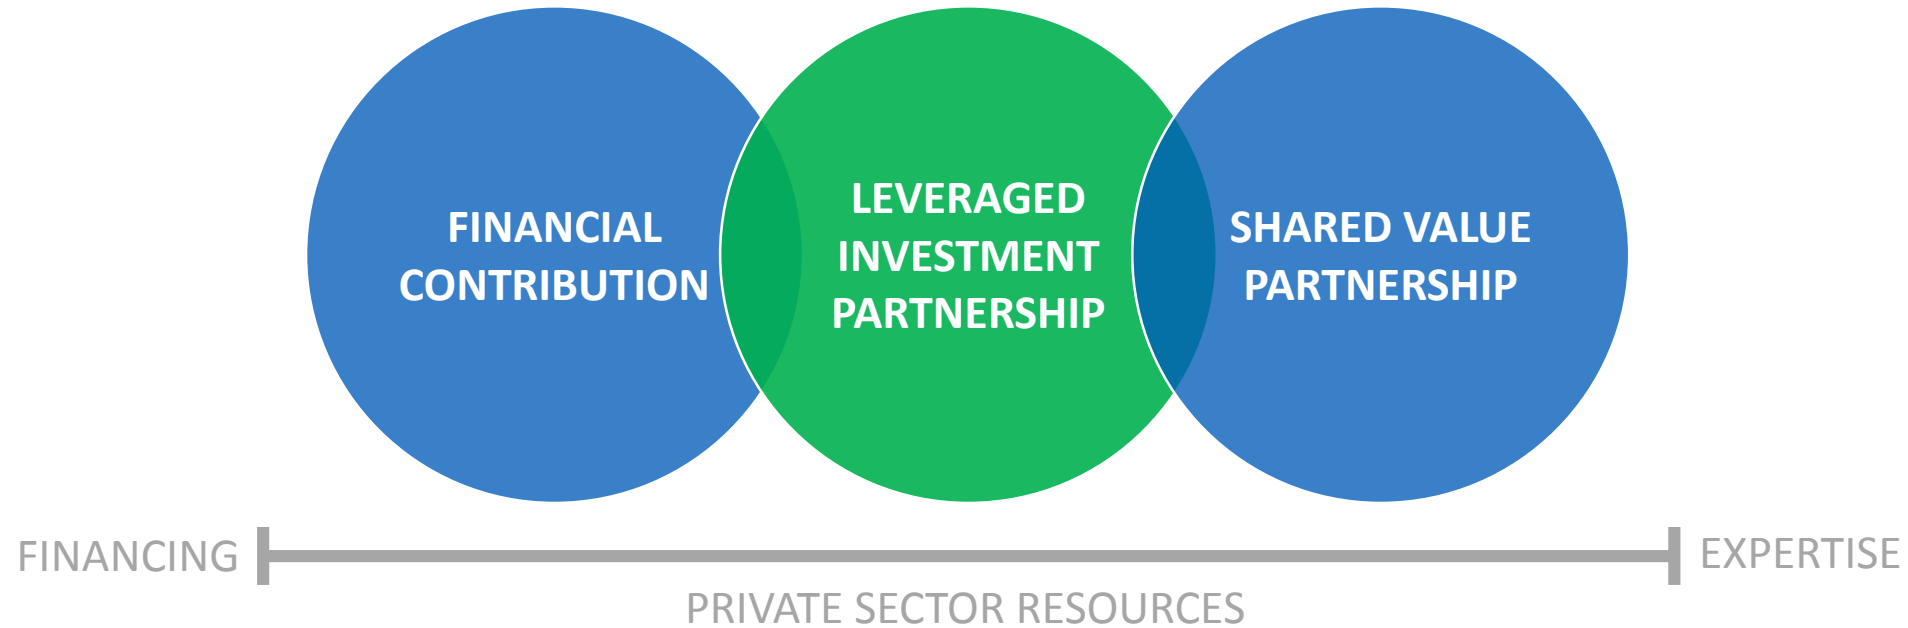 FINANCIAL
CONTRIBUTION
LEVERAGED
INVESTMENT
PARTNERSHIP
SHARED VALUE
PARTNERSHIP
FINANCING
EXPERTISE
PRIVATE SECTOR RESOURCES